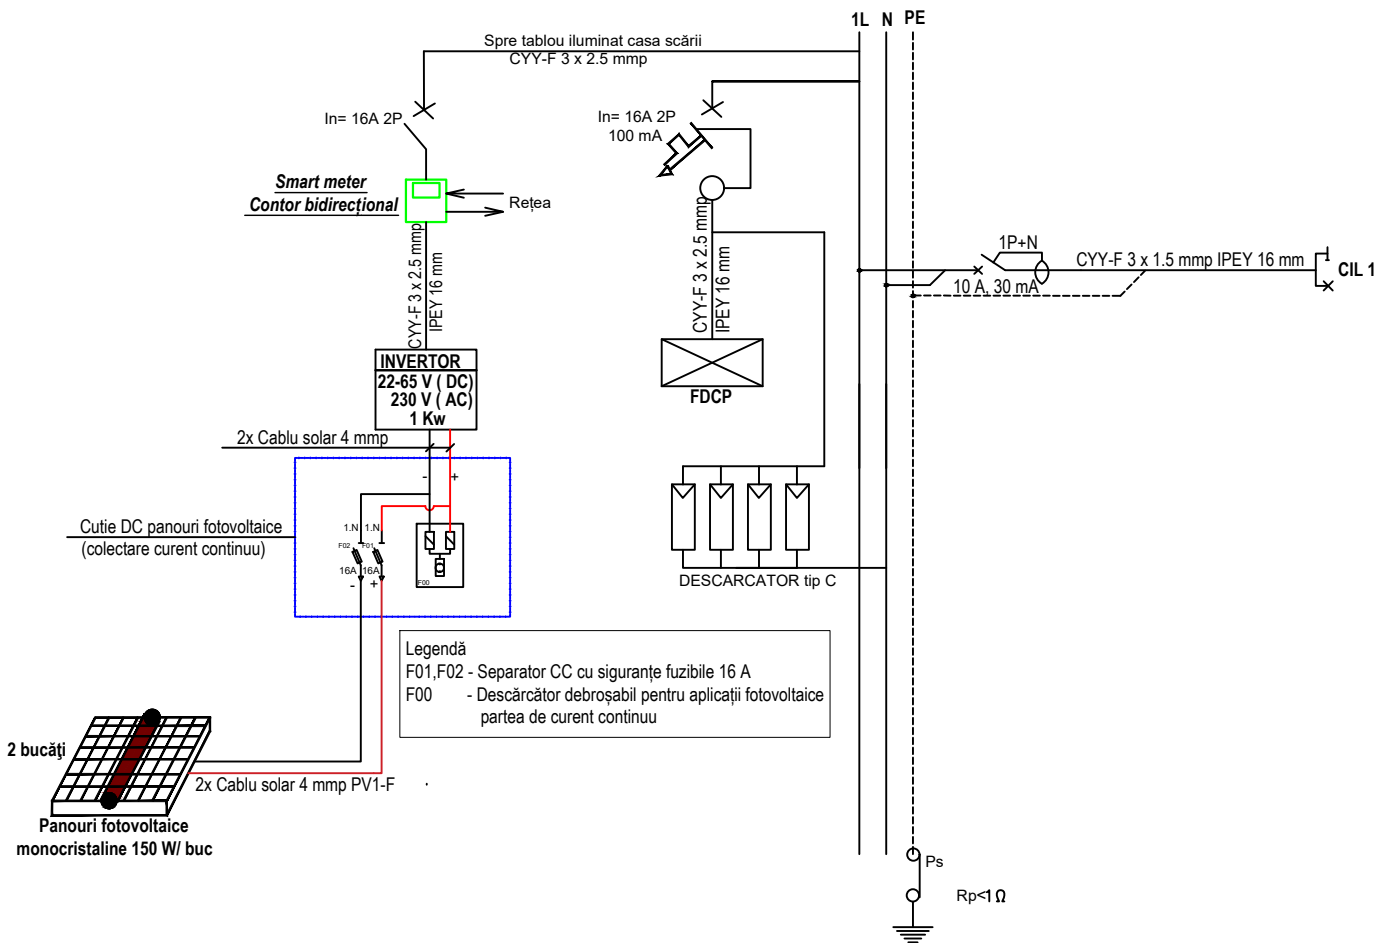 1L N PE
Spre tablou iluminat casa scării
CYY-F 3 x 2.5 mmp
In= 16A 2P
In= 16A 2P
100 mA
Smart meter
Contor bidirecțional
Rețea
CYY-F 3 x 2.5 mmp
IPEY 16 mm
CYY-F 3 x 2.5 mmp
IPEY 16 mm
1P+N
CYY-F 3 x 1.5 mmp IPEY 16 mm
CIL 1
10 A, 30 mA
INVERTOR
22-65 V ( DC)
230 V ( AC)
1 Kw
FDCP
2x Cablu solar 4 mmp
- +
Cutie DC panouri fotovoltaice
(colectare curent continuu)
1.N 1.N
F02 F01
16A 16A
- +
F00
DESCARCATOR tip C
Legendă
F01,F02 - Separator CC cu siguranțe fuzibile 16 A
F00 - Descărcător debroșabil pentru aplicații fotovoltaice
partea de curent continuu
2 bucăţi
2x Cablu solar 4 mmp PV1-F
Panouri fotovoltaice
monocristaline 150 W/ buc
Ps
Rp<1Ω